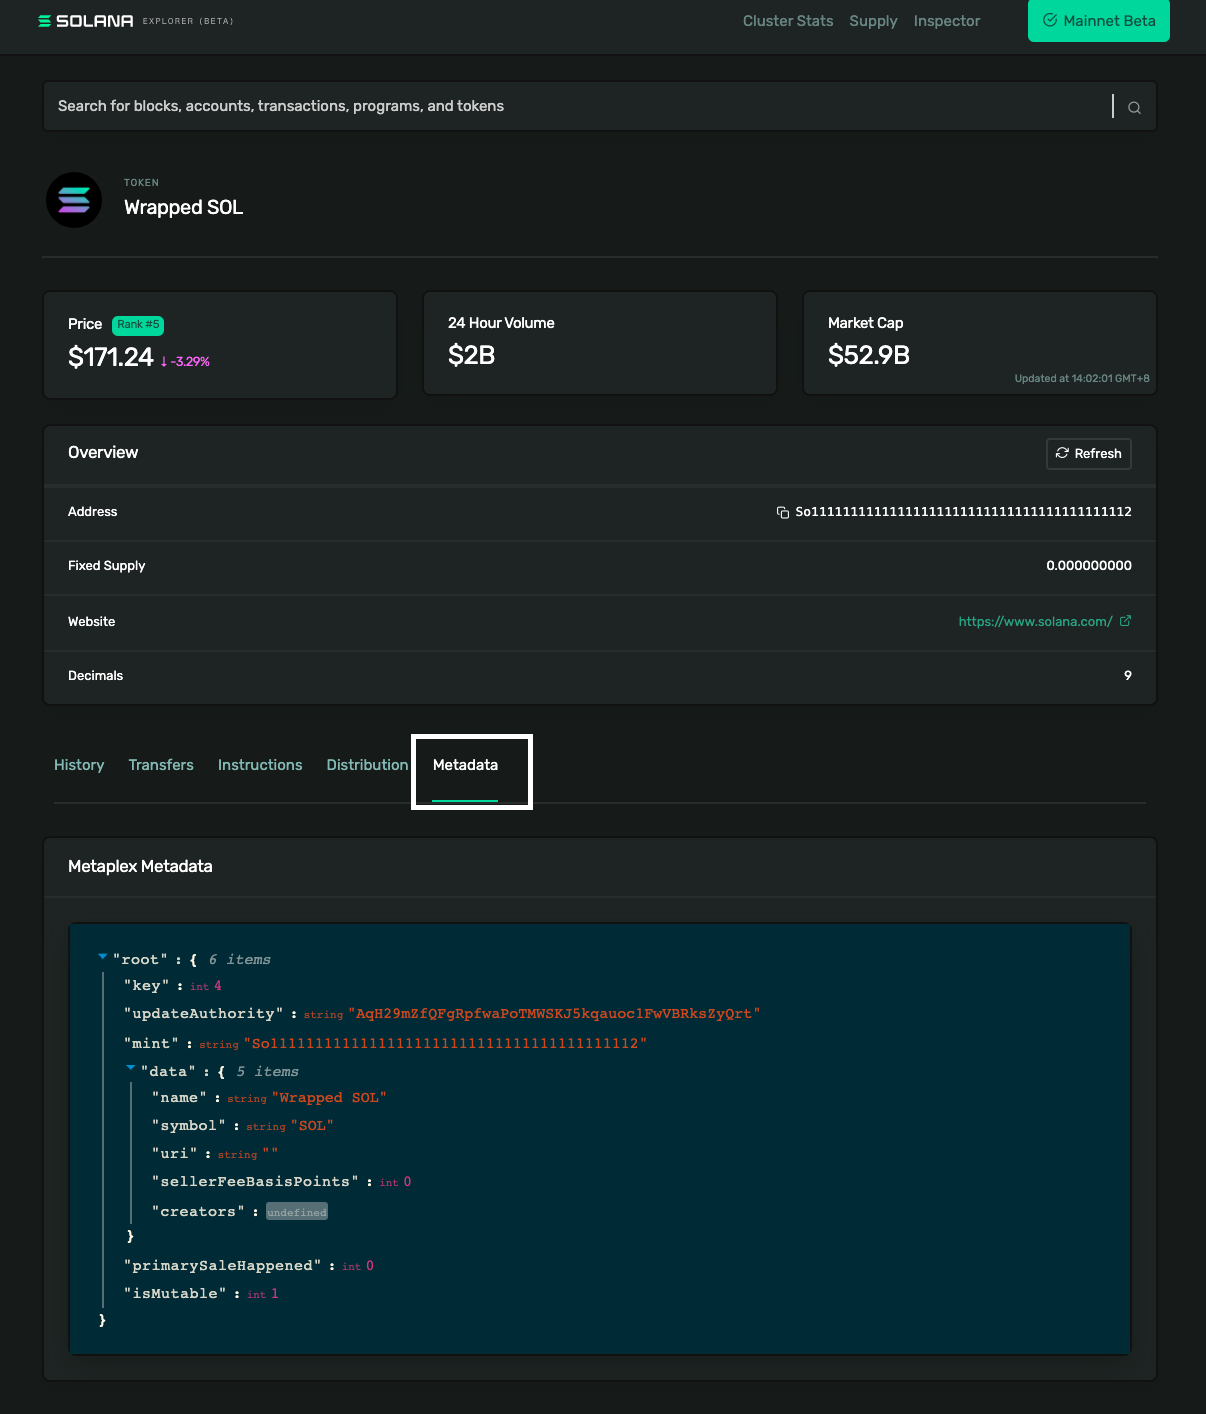 SOLANA EXPLORER (BETA) Cluster Stats Supply Inspector Mainnet Beta
Search for blocks, accounts, transactions, programs, and tokens
TOKEN
Wrapped SOL
Price Rank #5
$171.24 ↓ -3.29%
24 Hour Volume
$2B
Market Cap
$52.9B
Updated at 14:02:01 GMT+8
Overview Refresh
Address So11111111111111111111111111111111111111112
Fixed Supply 0.000000000
Website https://www.solana.com/
Decimals 9
History Transfers Instructions Distribution Metadata
Metaplex Metadata
"root" : { 6 items
"key" : int 4
"updateAuthority" : string "AqH29mZfQFgRpfwaPoTMWSKJ5kqauoc1FwVBRksZyQrt"
"mint" : string "So11111111111111111111111111111111111111112"
"data" : { 5 items
"name" : string "Wrapped SOL"
"symbol" : string "SOL"
"uri" : string ""
"sellerFeeBasisPoints" : int 0
"creators" : undefined
}
"primarySaleHappened" : int 0
"isMutable" : int 1
}